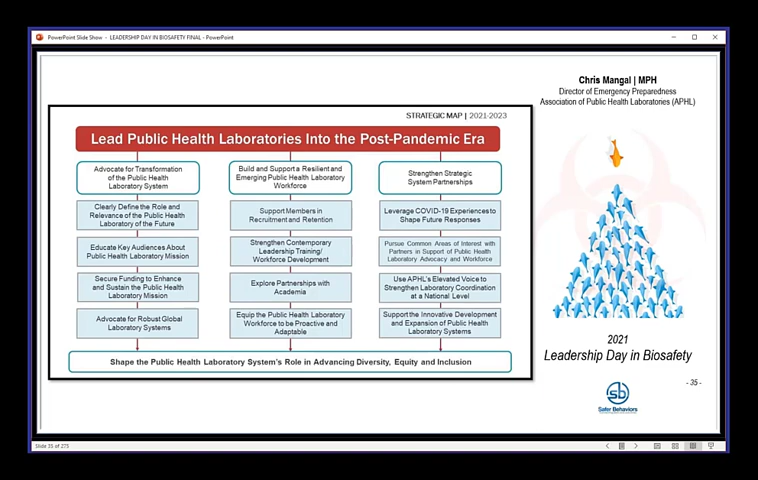 PowerPoint Slide Show - LEADERSHIP DAY IN BIOSAFETY FINAL - PowerPoint
Chris Mangal | MPH
Director of Emergency Preparedness
Association of Public Health Laboratories (APHL)
STRATEGIC MAP | 2021-2023
Lead Public Health Laboratories Into the Post-Pandemic Era
Advocate for Transformation
of the Public Health
Laboratory System
Clearly Define the Role and
Relevance of the Public Health
Laboratory of the Future
Educate Key Audiences About
Public Health Laboratory Mission
Secure Funding to Enhance
and Sustain the Public Health
Laboratory Mission
Advocate for Robust Global
Laboratory Systems
Build and Support a Resilient and
Emerging Public Health Laboratory
Workforce
Support Members in
Recruitment and Retention
Strengthen Contemporary
Leadership Training/
Workforce Development
Explore Partnerships with
Academia
Equip the Public Health Laboratory
Workforce to be Proactive and
Adaptable
Strengthen Strategic
System Partnerships
Leverage COVID-19 Experiences to
Shape Future Responses
Pursue Common Areas of Interest with
Partners in Support of Public Health
Laboratory Advocacy and Workforce
Use APHL's Elevated Voice to
Strengthen Laboratory Coordination
at a National Level
Support the Innovative Development
and Expansion of Public Health
Laboratory Systems
Shape the Public Health Laboratory System's Role in Advancing Diversity, Equity and Inclusion
2021
Leadership Day in Biosafety
- 35 -
sb
Safer Behaviors
Slide 35 of 275